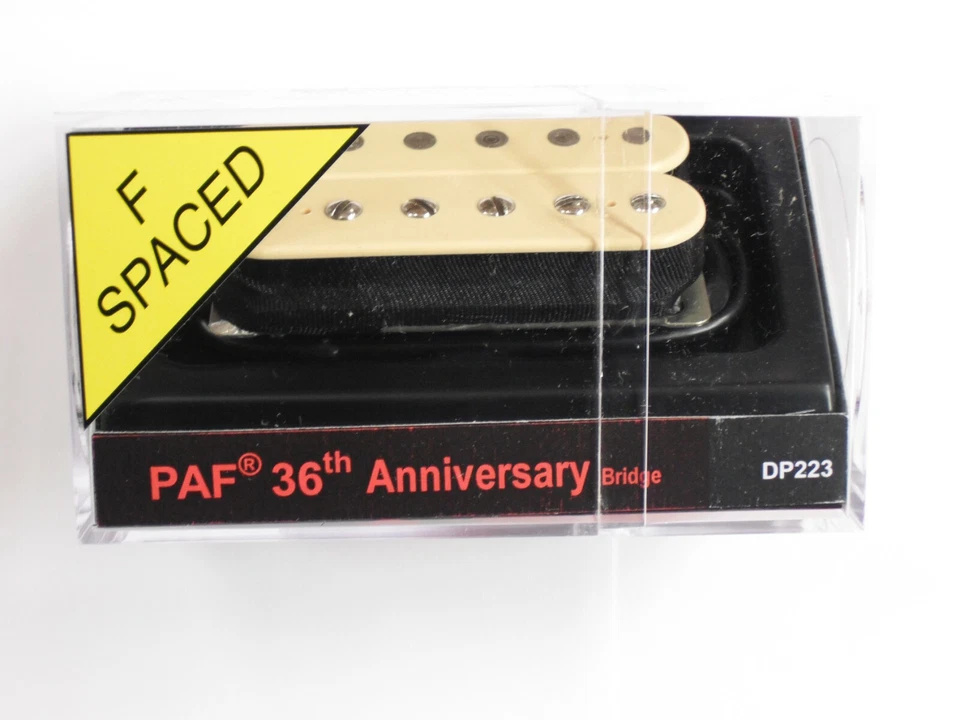 F
SPACED
PAF® 36th Anniversary Bridge
DP223